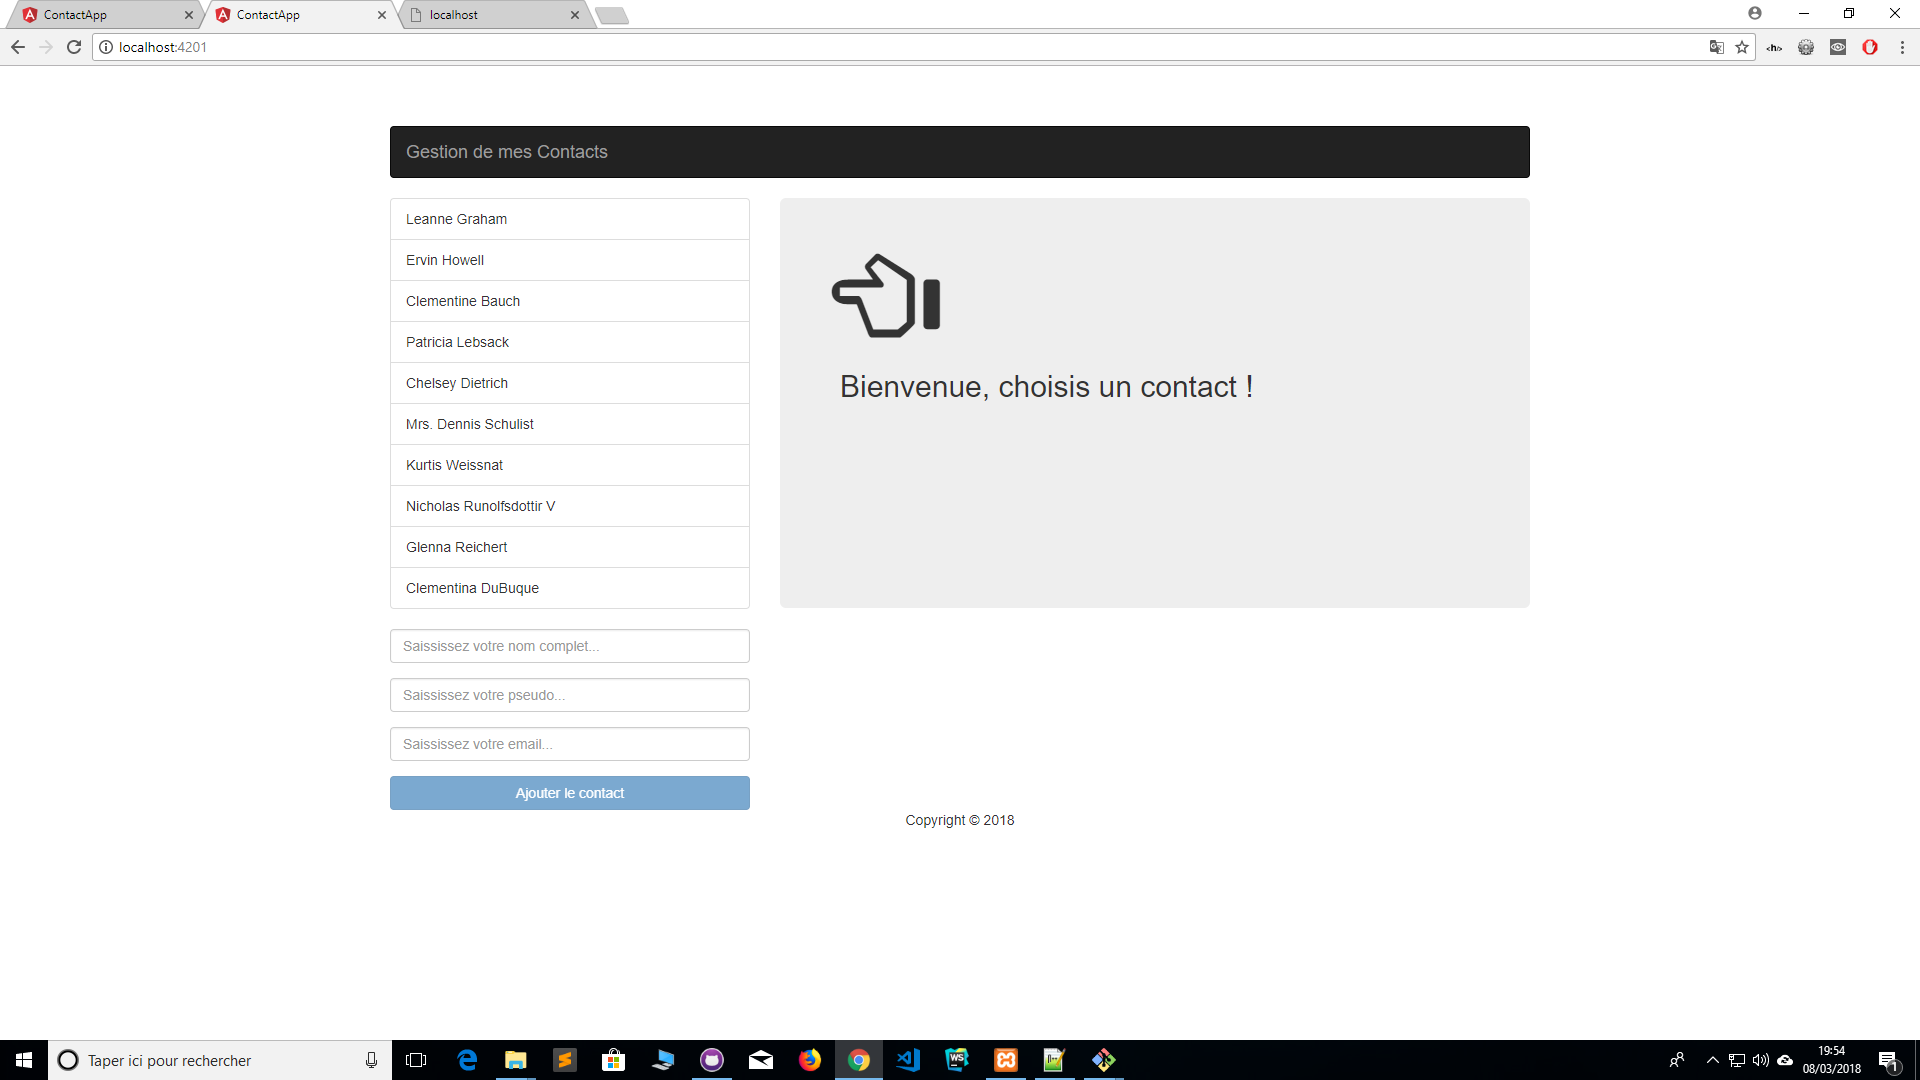 ContactApp
ContactApp
localhost
localhost:4201
Gestion de mes Contacts
Leanne Graham
Ervin Howell
Clementine Bauch
Patricia Lebsack
Chelsey Dietrich
Mrs. Dennis Schulist
Kurtis Weissnat
Nicholas Runolfsdottir V
Glenna Reichert
Clementina DuBuque
Bienvenue, choisis un contact !
Saississez votre nom complet...
Saississez votre pseudo...
Saississez votre email...
Ajouter le contact
Copyright © 2018
Taper ici pour rechercher
WS
19:54
08/03/2018
1